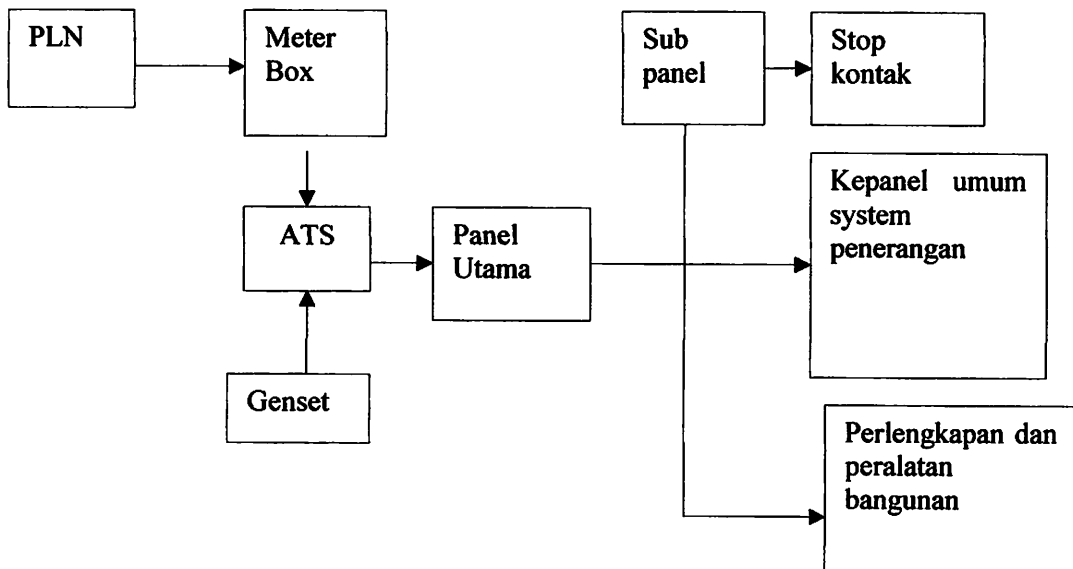 PLN
Meter
Box
Sub
panel
Stop
kontak
Kepanel umum
system
penerangan
ATS
Panel
Utama
Genset
Perlengkapan dan
peralatan
bangunan